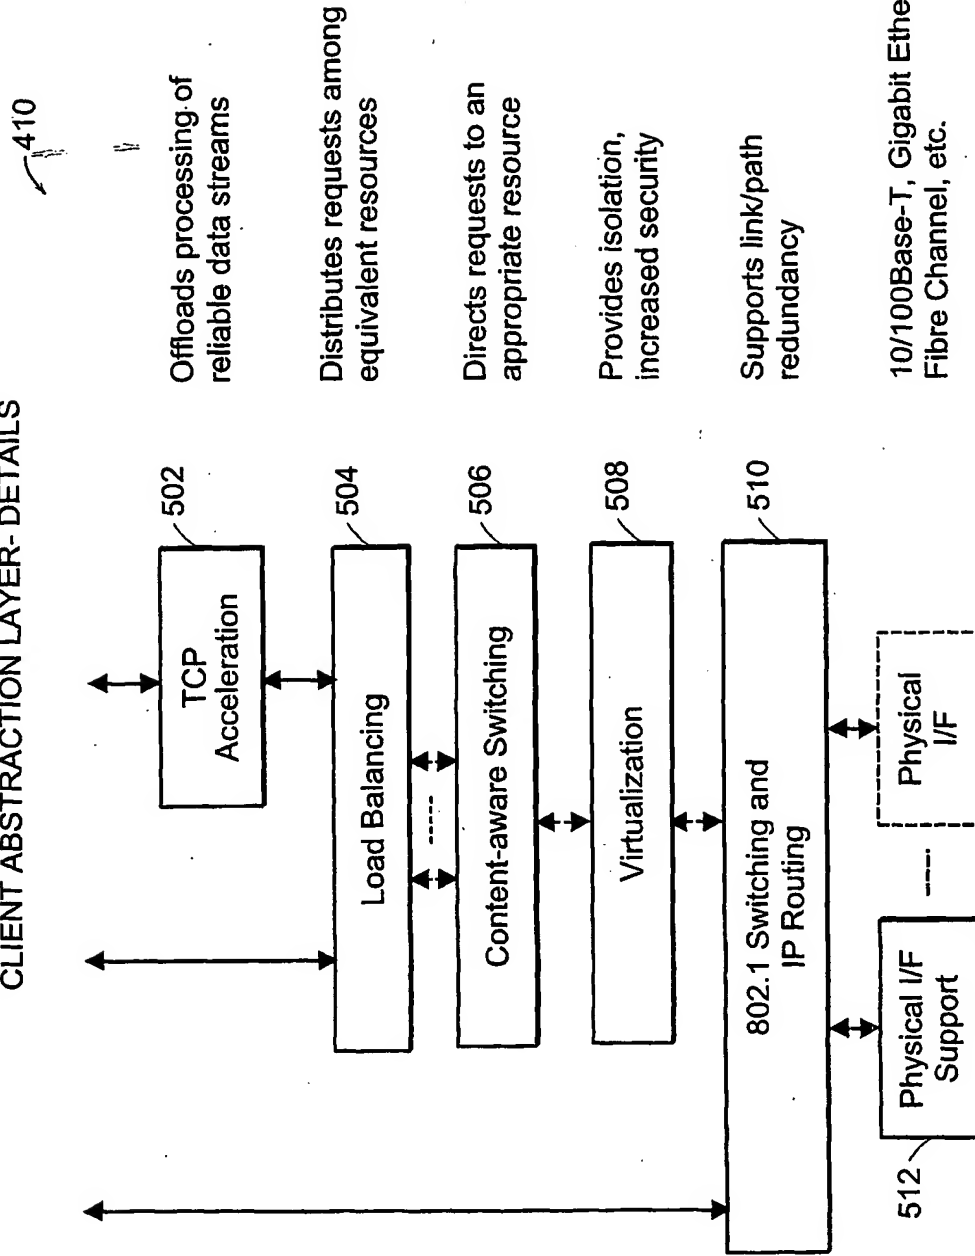 CLIENT ABSTRACTION LAYER- DETAILS
410
TCP
Acceleration
502
Offloads processing of
reliable data streams
Load Balancing
504
Distributes requests among
equivalent resources
Content-aware Switching
506
Directs requests to an
appropriate resource
Virtualization
508
Provides isolation,
increased security
802.1 Switching and
IP Routing
510
Supports link/path
redundancy
512
Physical I/F
Support
Physical
I/F
10/100Base-T, Gigabit Ethe
Fibre Channel, etc.